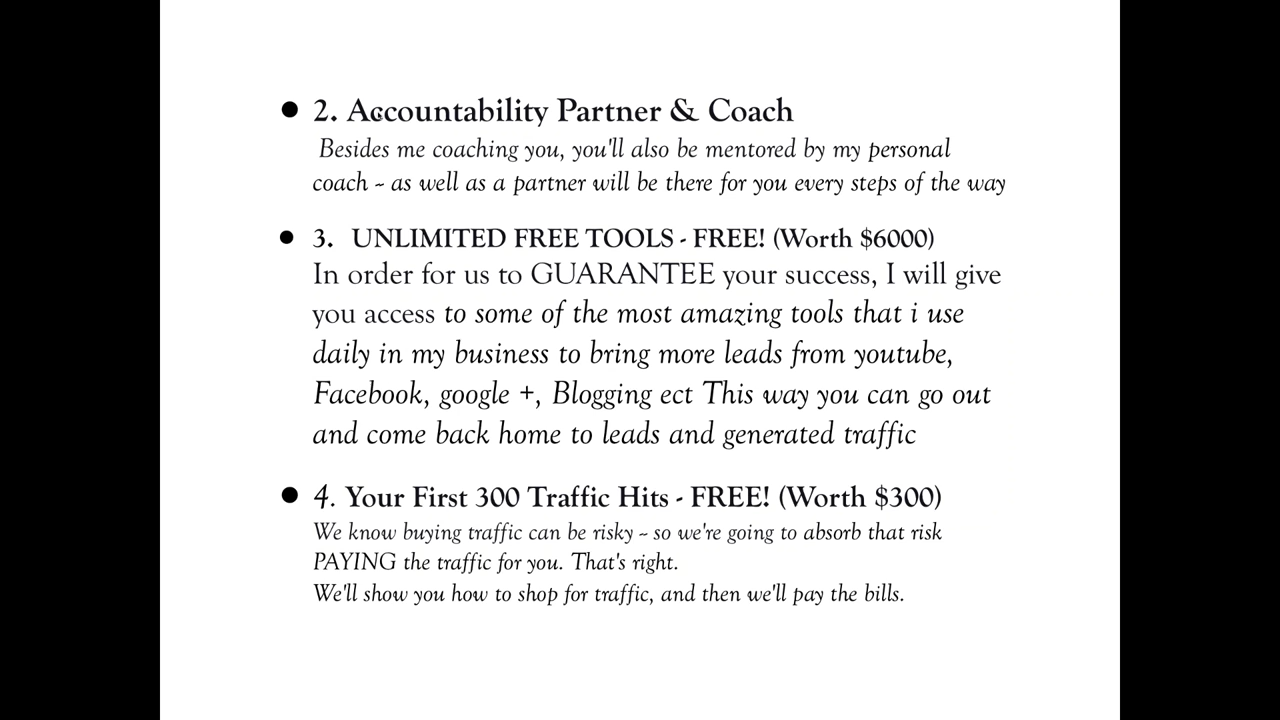 • 2. Accountability Partner & Coach
Besides me coaching you, you'll also be mentored by my personal
coach ~ as well as a partner will be there for you every steps of the way
• 3. UNLIMITED FREE TOOLS - FREE! (Worth $6000)
In order for us to GUARANTEE your success, I will give
you access to some of the most amazing tools that i use
daily in my business to bring more leads from youtube,
Facebook, google +, Blogging ect This way you can go out
and come back home to leads and generated traffic
• 4. Your First 300 Traffic Hits - FREE! (Worth $300)
We know buying traffic can be risky ~ so we're going to absorb that risk
PAYING the traffic for you. That's right.
We'll show you how to shop for traffic, and then we'll pay the bills.